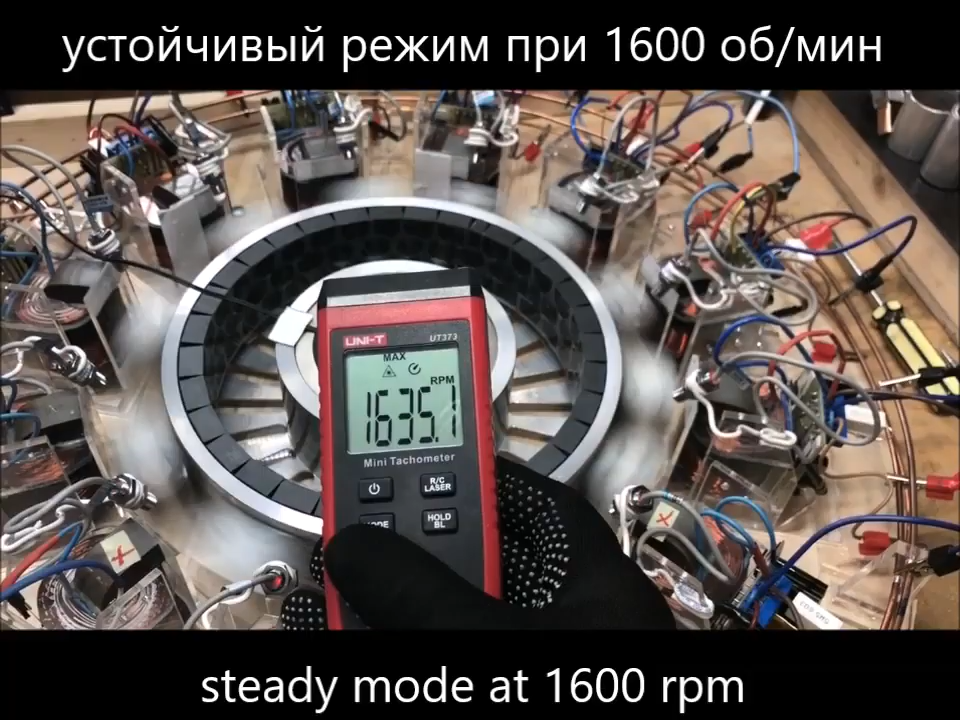 устойчивый режим при 1600 об/мин
UNI-T UT373
MAX
RPM
1635.1
Mini Tachometer
R/C
LASER
MODE
HOLD
BL
X
X
steady mode at 1600 rpm